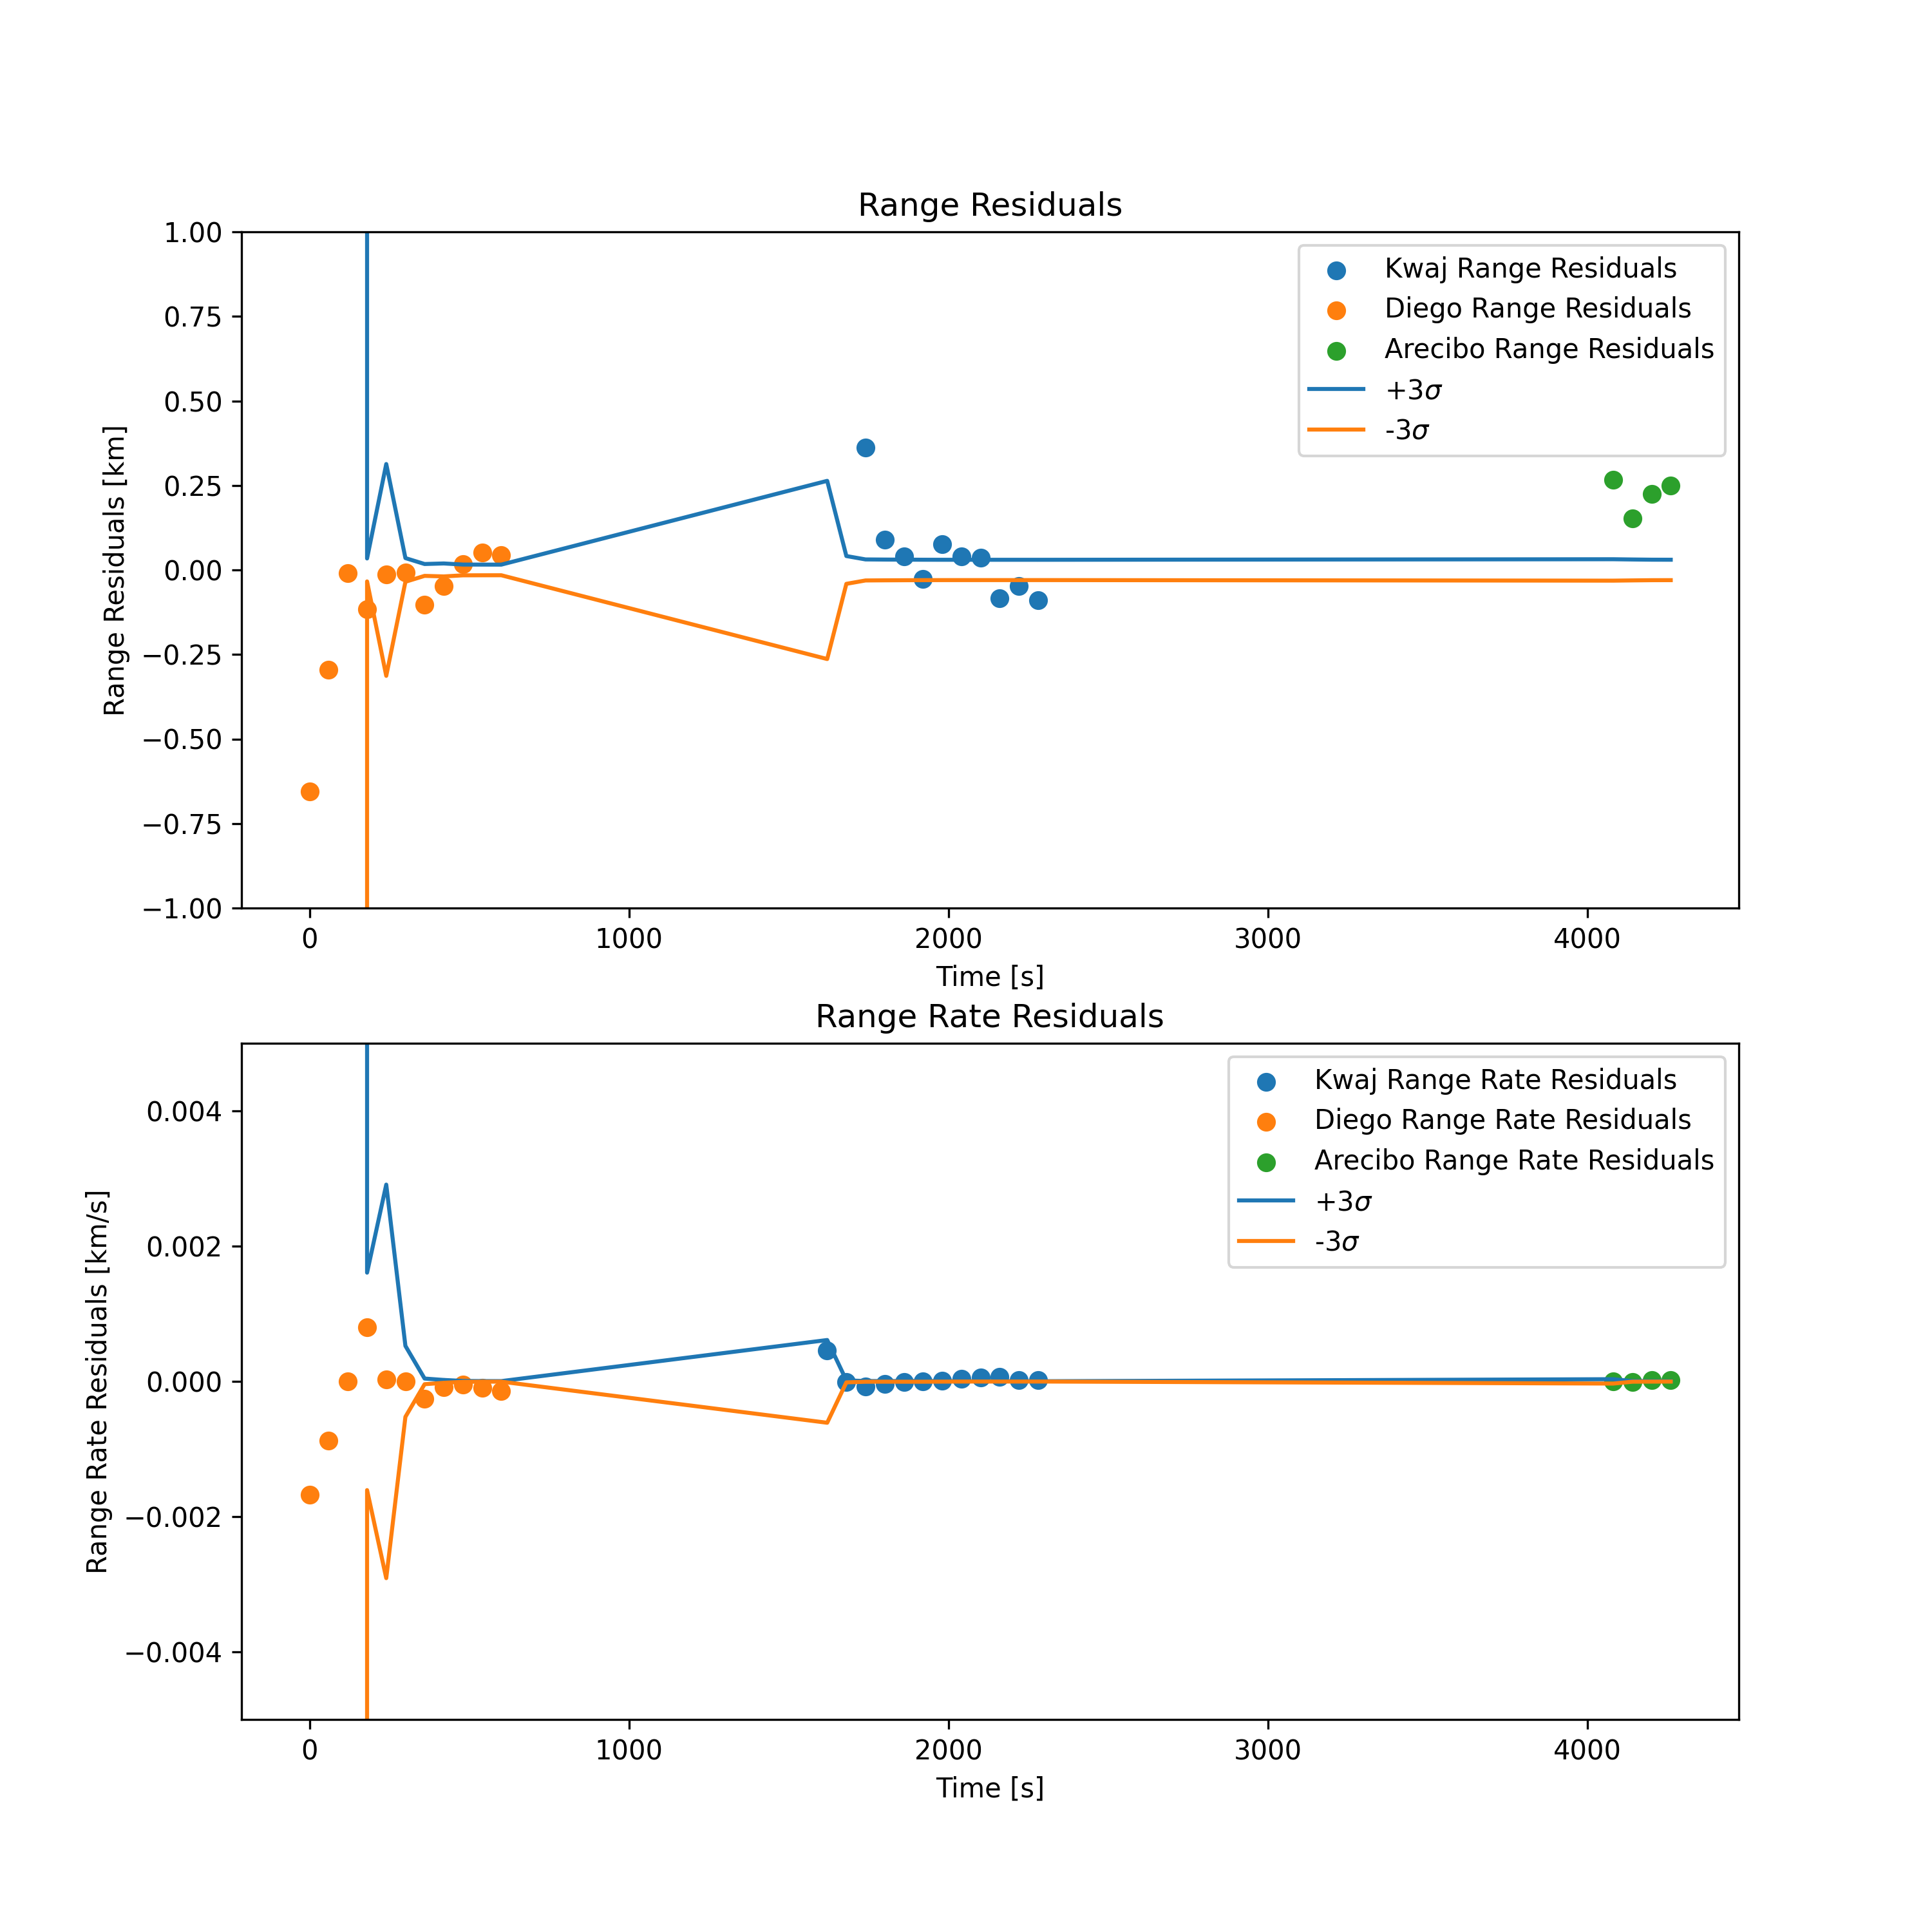 Range Residuals
1.00
0.75
0.50
0.25
0.00
−0.25
−0.50
−0.75
−1.00
Range Residuals [km]
Kwaj Range Residuals
Diego Range Residuals
Arecibo Range Residuals
+3σ
-3σ
0 1000 2000 3000 4000
Time [s]
Range Rate Residuals
0.004
0.002
0.000
−0.002
−0.004
Range Rate Residuals [km/s]
Kwaj Range Rate Residuals
Diego Range Rate Residuals
Arecibo Range Rate Residuals
+3σ
-3σ
0 1000 2000 3000 4000
Time [s]